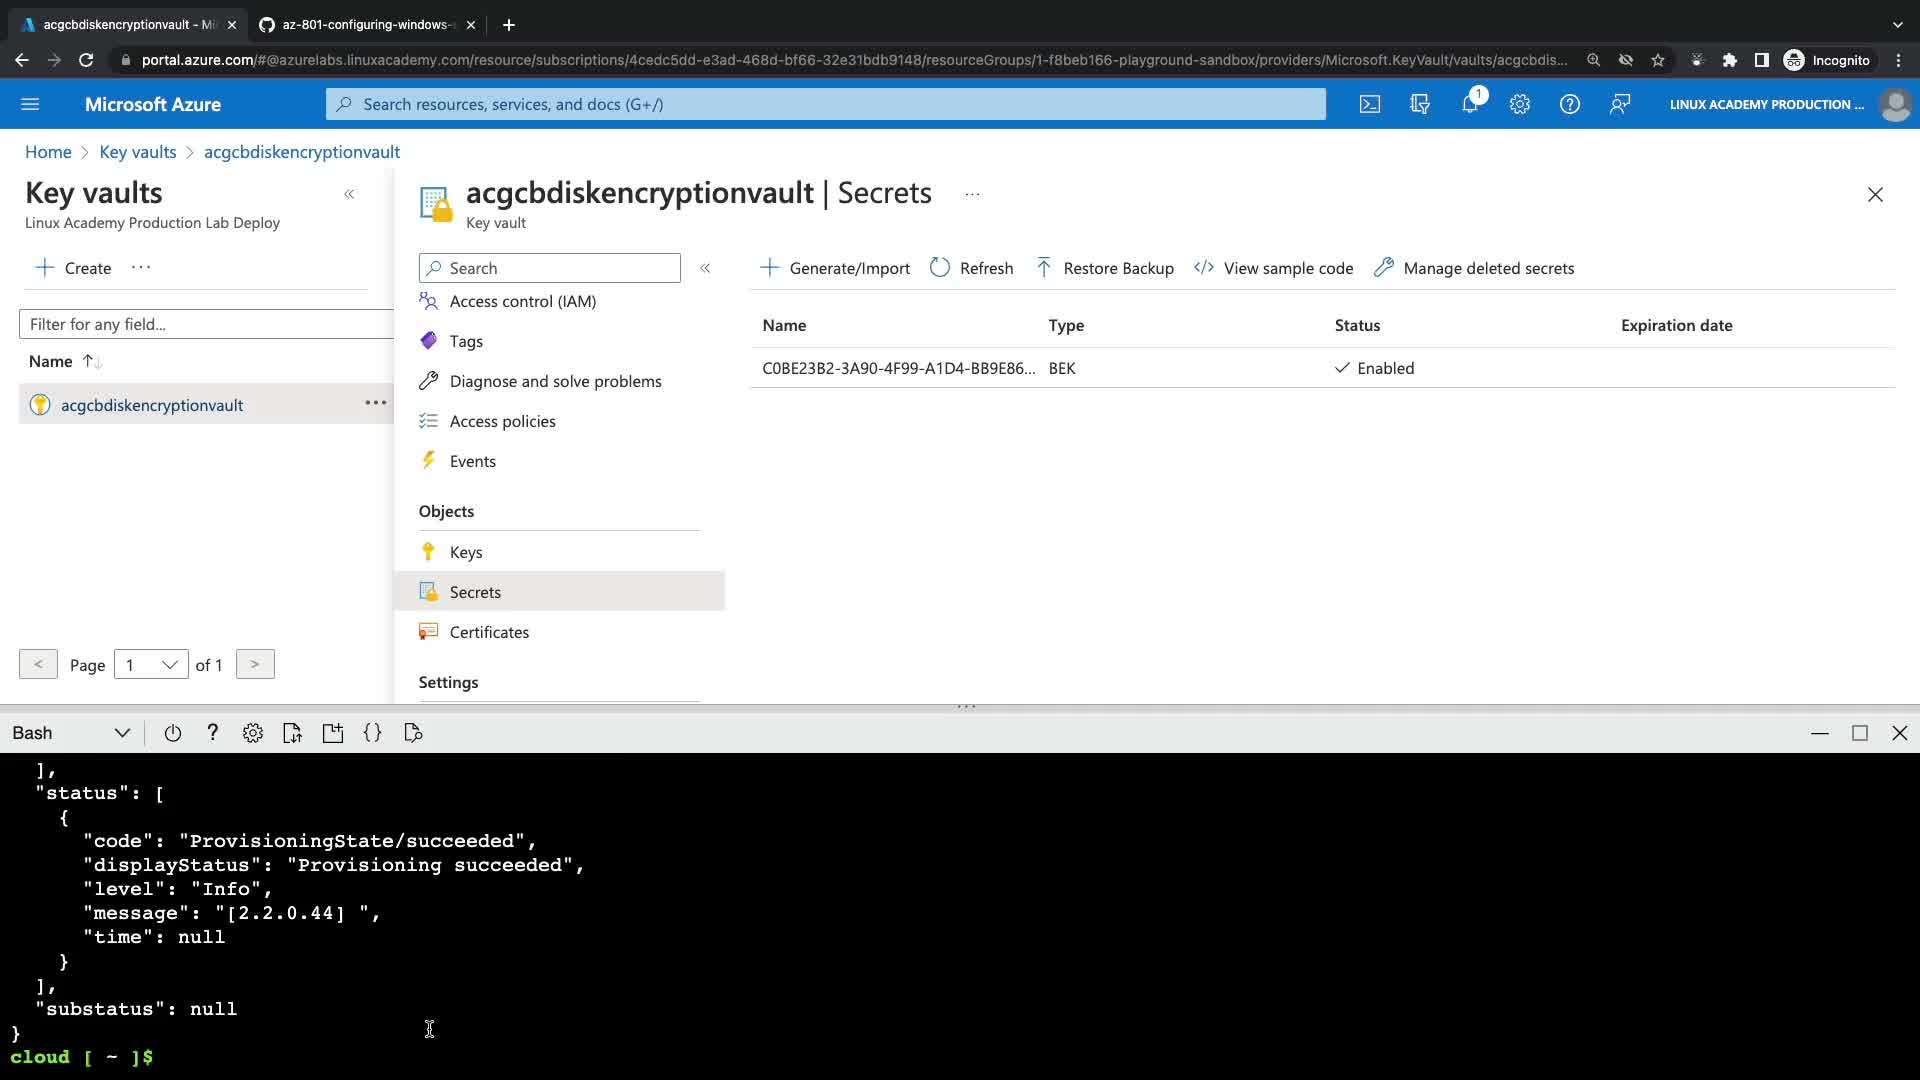 acgcbdiskencryptionvault - Mi
az-801-configuring-windows-s
portal.azure.com/#@azurelabs.linuxacademy.com/resource/subscriptions/4cedc5dd-e3ad-468d-bf66-32e31bdb9148/resourceGroups/1-f8beb166-playground-sandbox/providers/Microsoft.KeyVault/vaults/acgcbdis...
Incognito
Microsoft Azure
Search resources, services, and docs (G+/)
1
LINUX ACADEMY PRODUCTION ...
Home > Key vaults > acgcbdiskencryptionvault
Key vaults
Linux Academy Production Lab Deploy
Create
Filter for any field...
Name
acgcbdiskencryptionvault
< Page 1 of 1 >
acgcbdiskencryptionvault | Secrets
Key vault
Search
Access control (IAM)
Tags
Diagnose and solve problems
Access policies
Events
Objects
Keys
Secrets
Certificates
Settings
Generate/Import Refresh Restore Backup View sample code Manage deleted secrets
Name Type Status Expiration date
C0BE23B2-3A90-4F99-A1D4-BB9E86... BEK Enabled
Bash
],
"status": [
{
"code": "ProvisioningState/succeeded",
"displayStatus": "Provisioning succeeded",
"level": "Info",
"message": "[2.2.0.44] ",
"time": null
}
],
"substatus": null
}
cloud [ ~ ]$